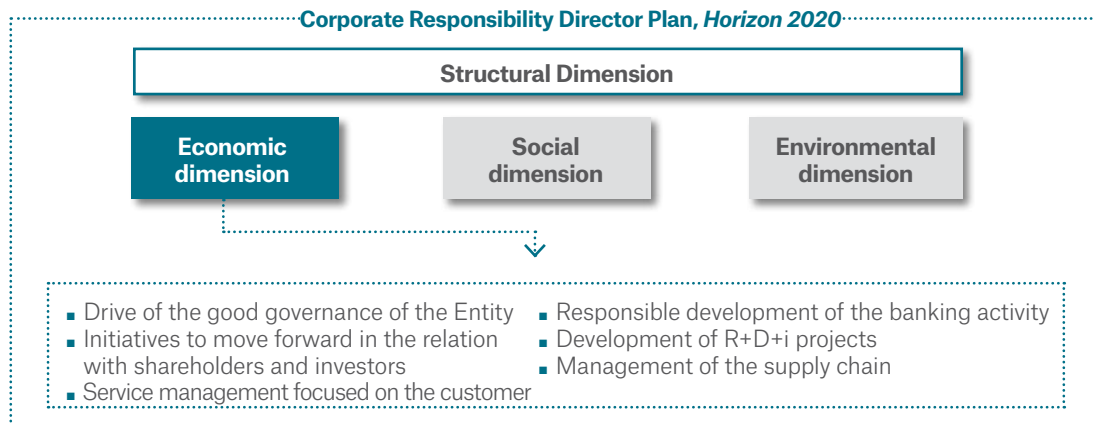 Corporate Responsibility Director Plan, Horizon 2020
Structural Dimension
Economic
dimension
Social
dimension
Environmental
dimension
▪ Drive of the good governance of the Entity
▪ Initiatives to move forward in the relation
with shareholders and investors
▪ Service management focused on the customer
▪ Responsible development of the banking activity
▪ Development of R+D+i projects
▪ Management of the supply chain